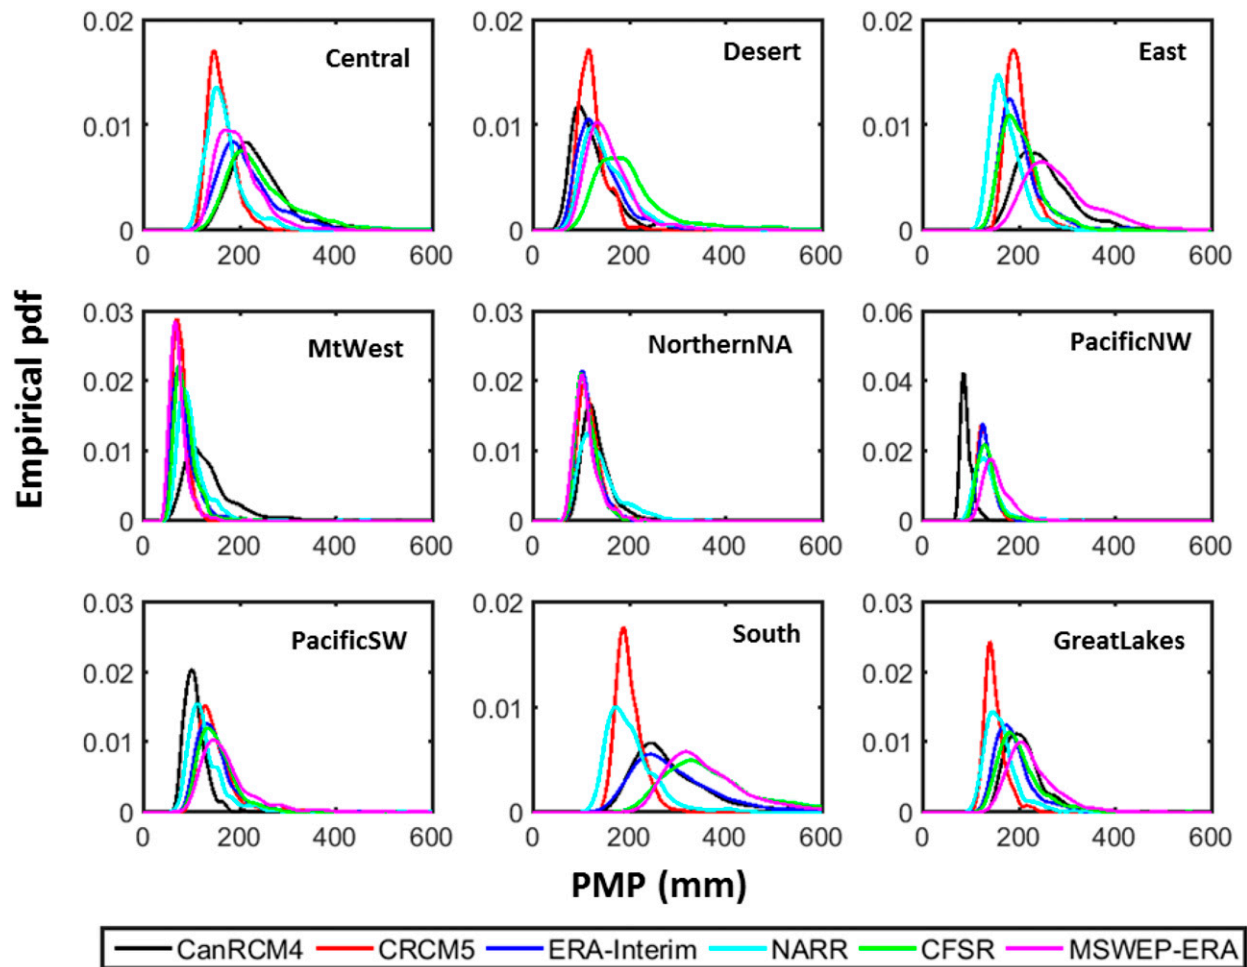 Empirical pdf
Central
0.02
0.01
0
0 200 400 600
Desert
0.02
0.01
0
0 200 400 600
East
0.02
0.01
0
0 200 400 600
MtWest
0.03
0.02
0.01
0
0 200 400 600
NorthernNA
0.03
0.02
0.01
0
0 200 400 600
PacificNW
0.06
0.04
0.02
0
0 200 400 600
PacificSW
0.03
0.02
0.01
0
0 200 400 600
South
0.02
0.01
0
0 200 400 600
GreatLakes
0.03
0.02
0.01
0
0 200 400 600
PMP (mm)
CanRCM4 CRCM5 ERA-Interim NARR CFSR MSWEP-ERA